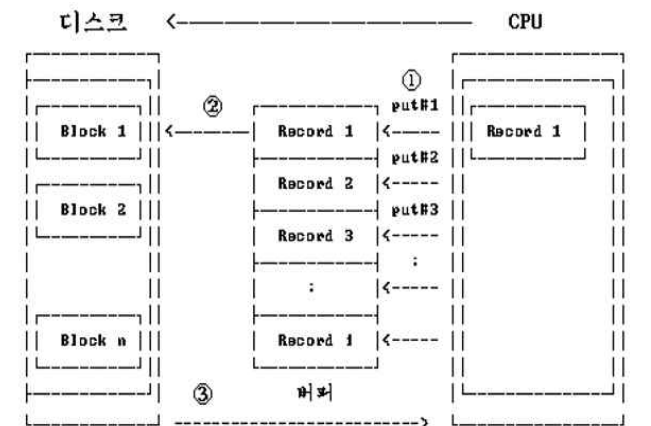 디스크 CPU
①
put#1
②
Block 1 Record 1 Record 1
put#2
Block 2 Record 2
put#3
Record 3
:
:
Block n Record i
③ 버퍼